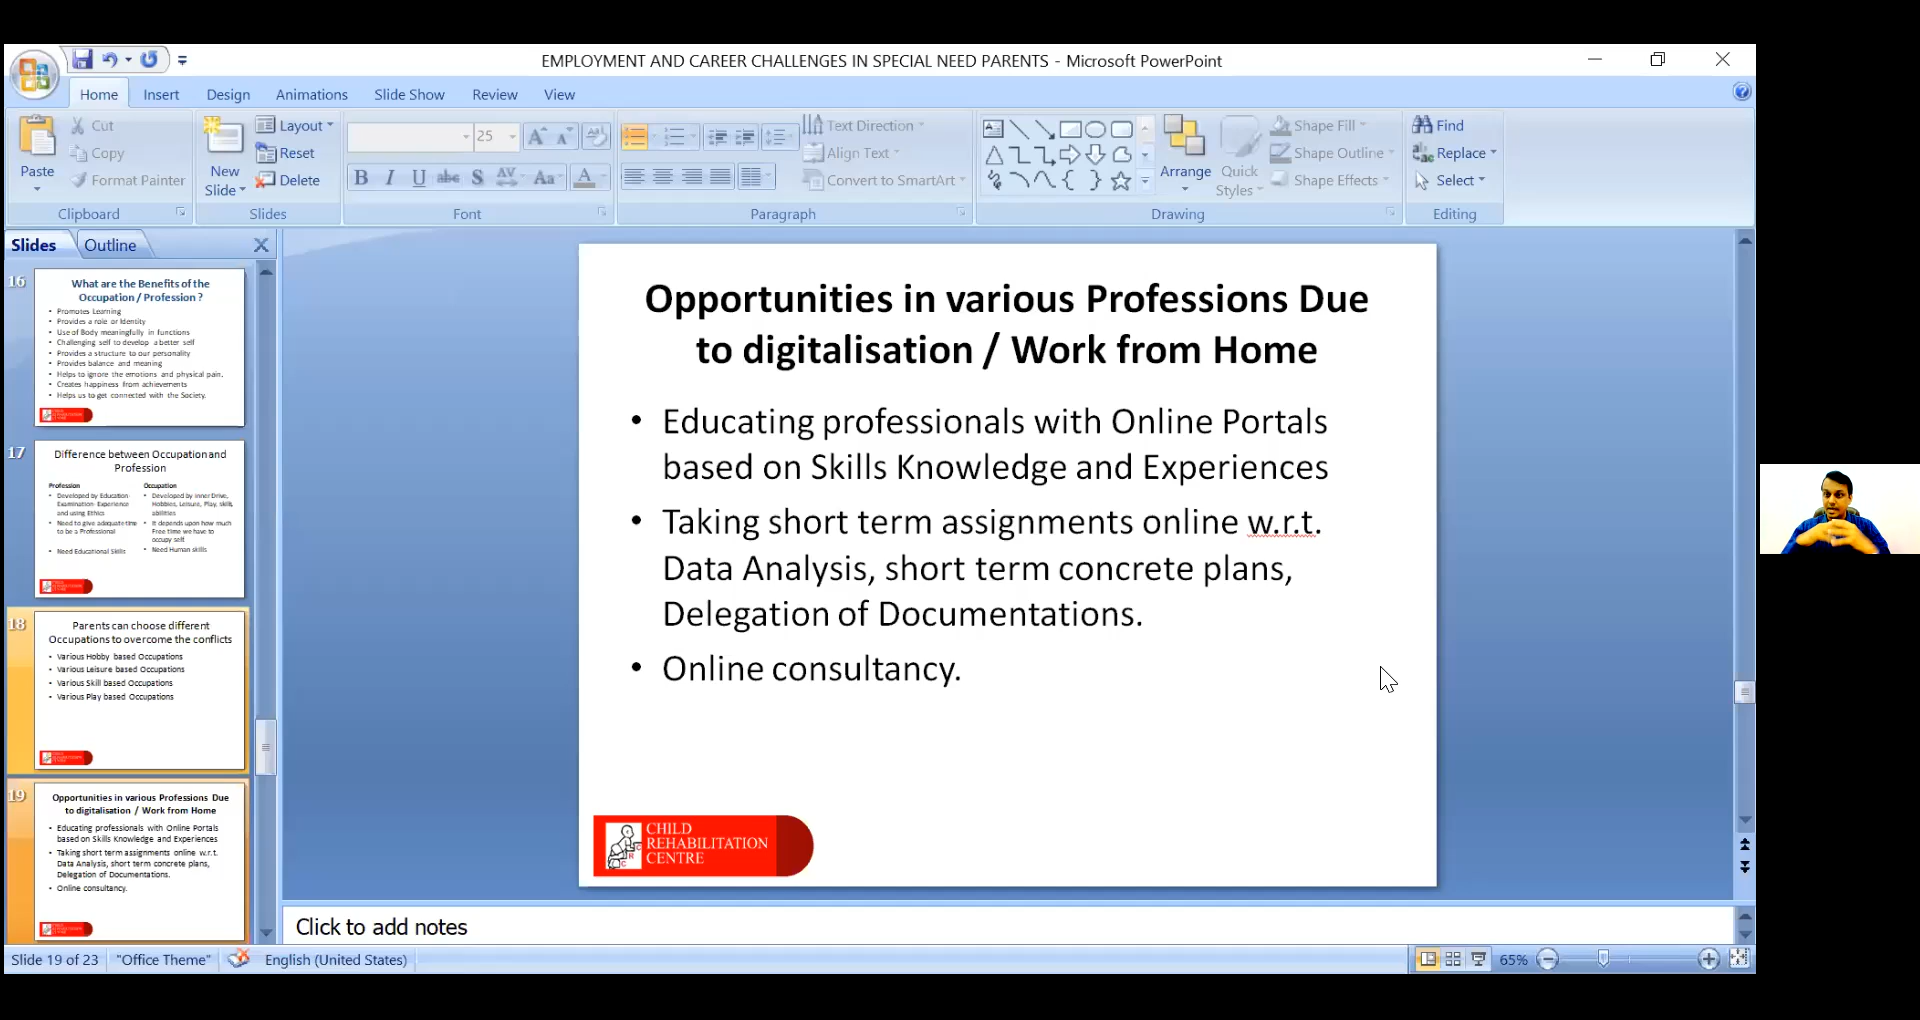 EMPLOYMENT AND CAREER CHALLENGES IN SPECIAL NEED PARENTS - Microsoft PowerPoint
Home Insert Design Animations Slide Show Review View
Paste
Cut
Copy
Format Painter
Clipboard
New
Slide
Layout
Reset
Delete
Slides
25
Font
Text Direction
Align Text
Convert to SmartArt
Paragraph
Arrange
Quick
Styles
Shape Fill
Shape Outline
Shape Effects
Drawing
Find
Replace
Select
Editing
Slides Outline
16
What are the Benefits of the
Occupation / Profession ?
• Promotes Learning
• Provides a role or Identity
• Use of Body meaningfully in functions
• Challenging self to develop a better self
• Provides a structure to our personality
• Provides balance and meaning
• Helps to ignore the emotions and physical pain.
• Creates happiness from achievements
• Helps us to get connected with the Society.
17
Difference between Occupation and
Profession
Profession
• Developed by Education-
Examination- Experience
and using Ethics
• Need to give adequate time
to be a Professional
• Need Educational Skills
Occupation
• Developed by Inner Drive,
Hobbies, Leisure, Play, skills,
abilities
• It depends upon how much
Free time we have to
occupy self
• Need Human skills
18
Parents can choose different
Occupations to overcome the conflicts
• Various Hobby based Occupations
• Various Leisure based Occupations
• Various Skill based Occupations
• Various Play based Occupations
19
Opportunities in various Professions Due
to digitalisation / Work from Home
• Educating professionals with Online Portals
based on Skills Knowledge and Experiences
• Taking short term assignments online w.r.t.
Data Analysis, short term concrete plans,
Delegation of Documentations.
• Online consultancy.
Opportunities in various Professions Due
to digitalisation / Work from Home
• Educating professionals with Online Portals
based on Skills Knowledge and Experiences
• Taking short term assignments online w.r.t.
Data Analysis, short term concrete plans,
Delegation of Documentations.
• Online consultancy.
CHILD
REHABILITATION
CENTRE
Click to add notes
Slide 19 of 23 "Office Theme" English (United States) 65%